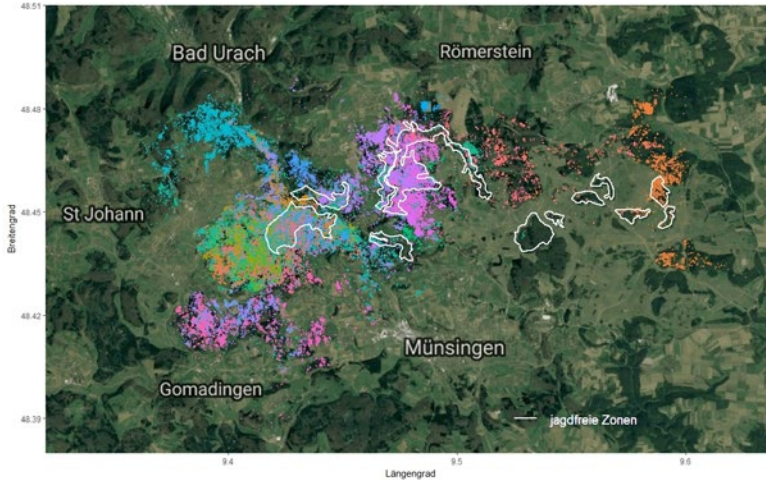 48.51
Bad Urach
Römerstein
48.48
St Johann
48.45
Breitengrad
48.42
Münsingen
Gomadingen
48.39
jagdfreie Zonen
9.4
9.5
9.6
Längengrad